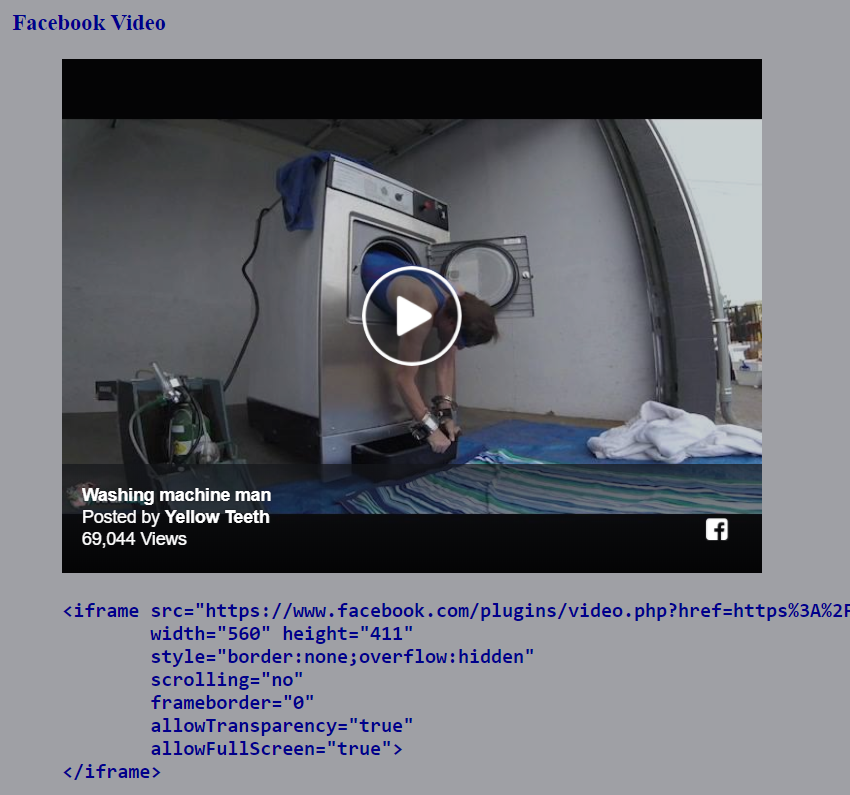 Facebook Video
Washing machine man
Posted by Yellow Teeth
69,044 Views
<iframe src="https://www.facebook.com/plugins/video.php?href=https%3A%2F
width="560" height="411"
style="border:none;overflow:hidden"
scrolling="no"
frameborder="0"
allowTransparency="true"
allowFullScreen="true">
</iframe>